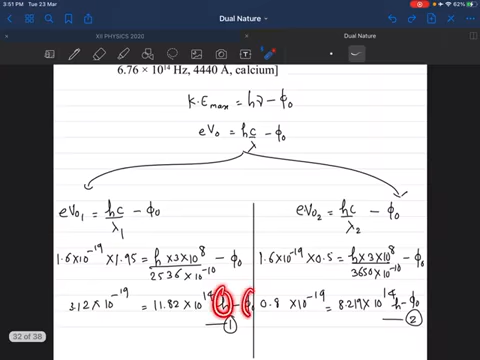 3:51 PM Tue 23 Mar
62%
Dual Nature
XII PHYSICS 2020
Dual Nature
6.76 × 10¹⁴ Hz, 4440 A, calcium]
K.Emax = hν − ϕ₀
eV₀ = hc/λ − ϕ₀
eV₀₁ = hc/λ₁ − ϕ₀
1.6×10⁻¹⁹ × 1.95 = h×3×10⁸/2536×10⁻¹⁰ − ϕ₀
3.12×10⁻¹⁹ = 11.82×10¹⁴ h − ϕ₀
— ①
eV₀₂ = hc/λ₂ − ϕ₀
1.6×10⁻¹⁹ × 0.5 = h×3×10⁸/3650×10⁻¹⁰ − ϕ₀
0.8 ×10⁻¹⁹ = 8.219×10¹⁴ h − ϕ₀
— ②
32 of 38